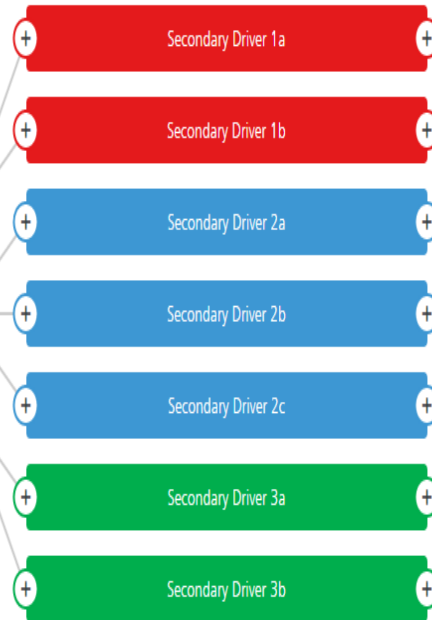 + Secondary Driver 1a +
+ Secondary Driver 1b +
+ Secondary Driver 2a +
+ Secondary Driver 2b +
+ Secondary Driver 2c +
+ Secondary Driver 3a +
+ Secondary Driver 3b +